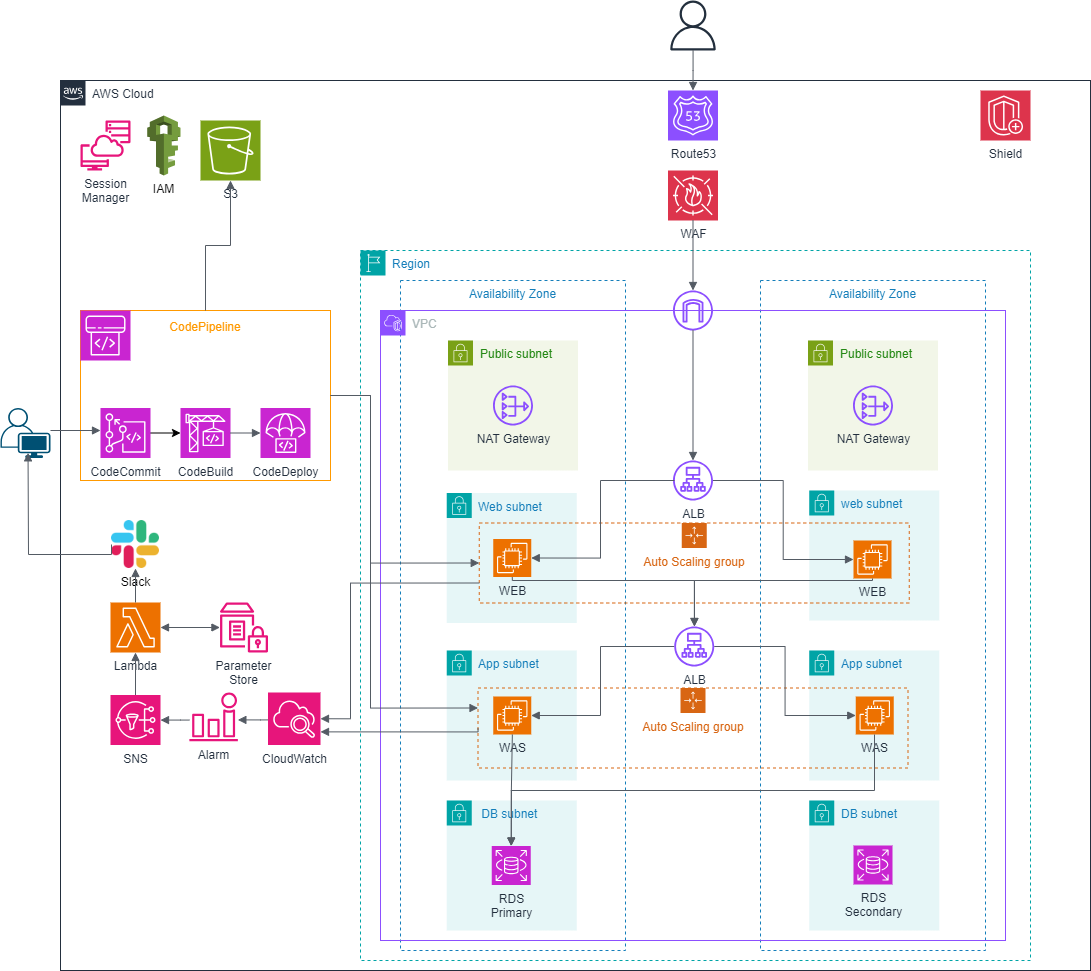 aws
AWS Cloud
53
Route53
Shield
Session
Manager
IAM
S3
WAF
Region
Availability Zone
Availability Zone
VPC
CodePipeline
Public subnet
Public subnet
NAT Gateway
NAT Gateway
CodeCommit
CodeBuild
CodeDeploy
ALB
Web subnet
web subnet
Auto Scaling group
WEB
WEB
Slack
Lambda
Parameter
Store
App subnet
App subnet
ALB
Auto Scaling group
WAS
WAS
SNS
Alarm
CloudWatch
DB subnet
DB subnet
RDS
Primary
RDS
Secondary